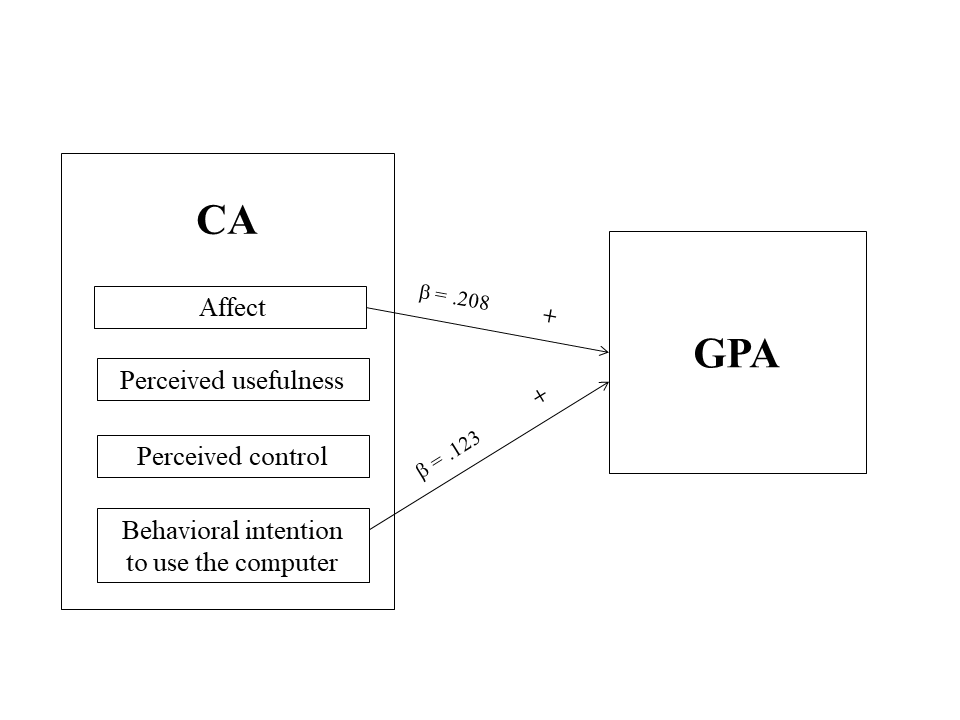 CA
Affect
Perceived usefulness
Perceived control
Behavioral intention
to use the computer
β = .208
+
β = .123
+
GPA